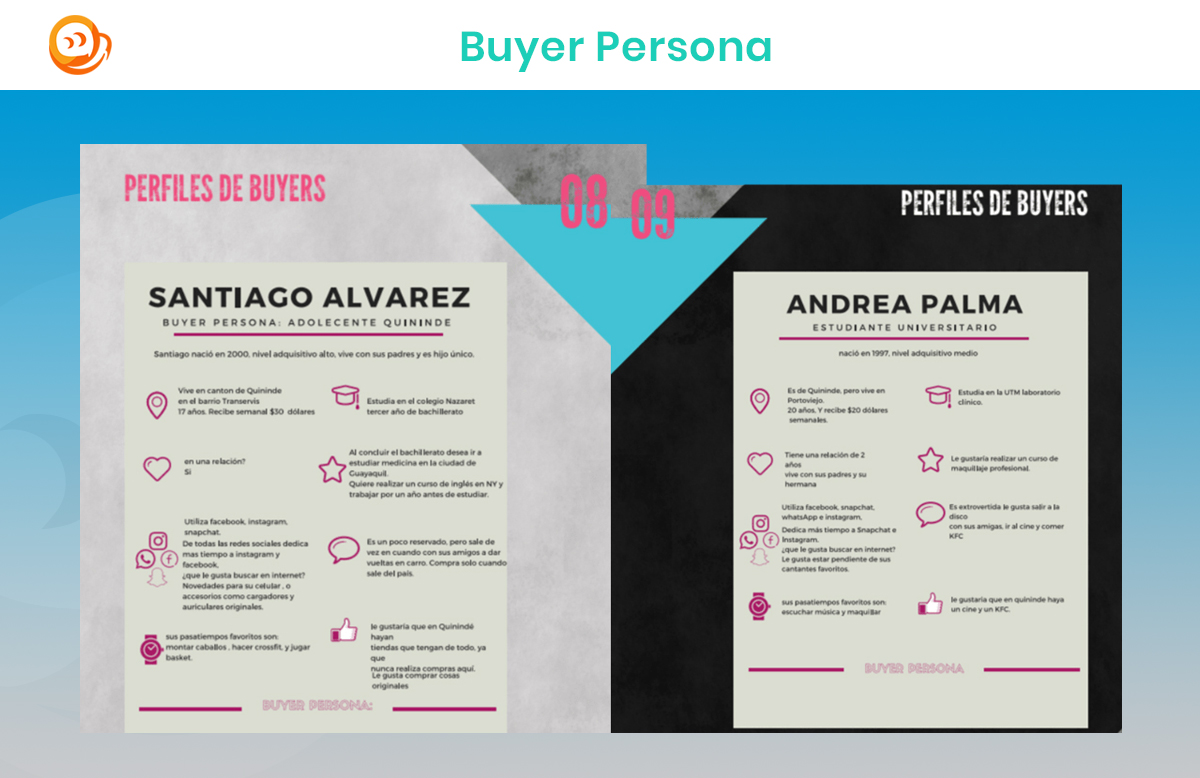 Buyer Persona
PERFILES DE BUYERS
08
SANTIAGO ALVAREZ
BUYER PERSONA: ADOLECENTE QUININDE
Santiago nació en 2000, nivel adquisitivo alto, vive con sus padres y es hijo único.
Vive en canton de Quininde
en el barrio Transervis
17 años. Recibe semanal $30 dólares
Estudia en el colegio Nazaret
tercer año de bachillerato
en una relación?
Si
Al concluir el bachillerato desea ir a
estudiar medicina en la ciudad de
Guayaquil.
Quiere realizar un curso de inglés en NY y
trabajar por un año antes de estudiar.
Utiliza facebook, instagram,
snapchat.
De todas las redes sociales dedica
mas tiempo a instagram y
facebook,
¿que le gusta buscar en internet?
Novedades para su celular , o
accesorios como cargadores y
auriculares originales.
Es un poco reservado, pero sale de
vez en cuando con sus amigos a dar
vueltas en carro. Compra solo cuando
sale del país.
sus pasatiempos favoritos son:
montar caballos , hacer crossfit, y jugar
basket.
le gustaría que en Quinindé
hayan
tiendas que tengan de todo, ya
que
nunca realiza compras aquí.
Le gusta comprar cosas
originales
BUYER PERSONA:
09
PERFILES DE BUYERS
ANDREA PALMA
ESTUDIANTE UNIVERSITARIO
nació en 1997, nivel adquisitivo medio
Es de Quininde, pero vive en
Portoviejo.
20 años. Y recibe $20 dólares
semanales.
Estudia en la UTM laboratorio
clínico.
Tiene una relación de 2
años
vive con sus padres y su
hermana
Le gustaría realizar un curso de
maquillaje profesional.
Utiliza facebook, snapchat,
whatsApp e instagram.
Dedica más tiempo a Snapchat e
Instagram.
¿que le gusta buscar en internet?
Le gusta estar pendiente de sus
cantantes favoritos.
Es extrovertida le gusta salir a la
disco
con sus amigas, ir al cine y comer
KFC
sus pasatiempos favoritos son:
escuchar música y maquillar
le gustaría que en quininde haya
un cine y un KFC.
BUYER PERSONA